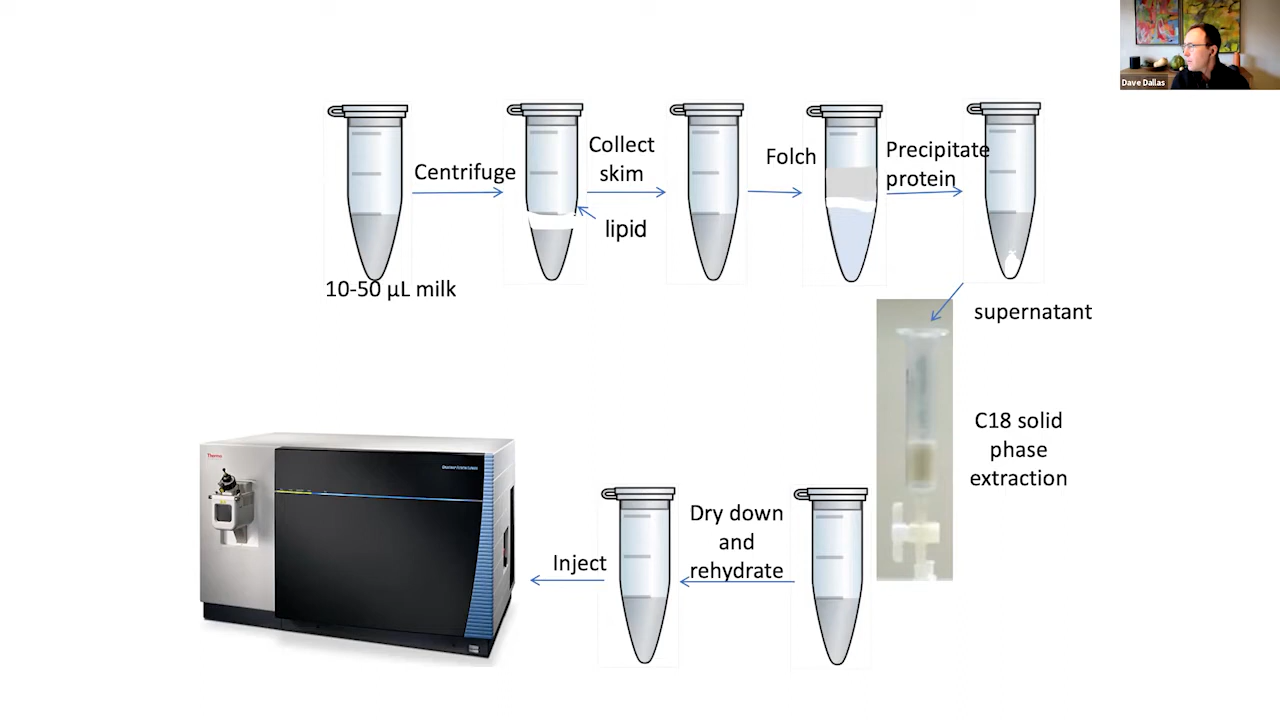 Dave Dallas
Centrifuge
Collect
skim
Folch
Precipitate
protein
lipid
10-50 µL milk
supernatant
C18 solid
phase
extraction
Dry down
and
rehydrate
Inject
Thermo